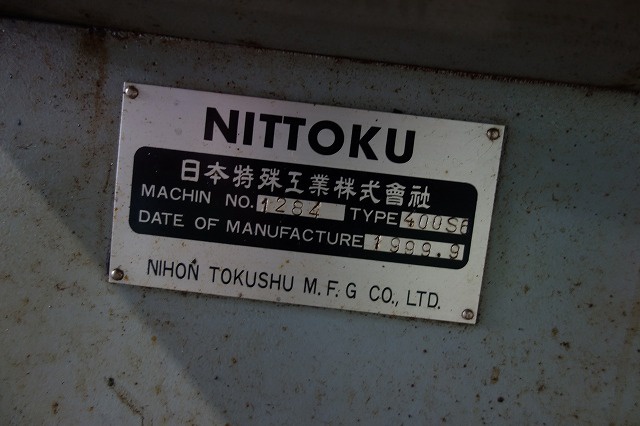 NITTOKU
日本特殊工業株式會社
MACHIN NO. 1284 TYPE
DATE OF MANUFACTURE 1999.9
NIHON TOKUSHU M.F.G CO., LTD.